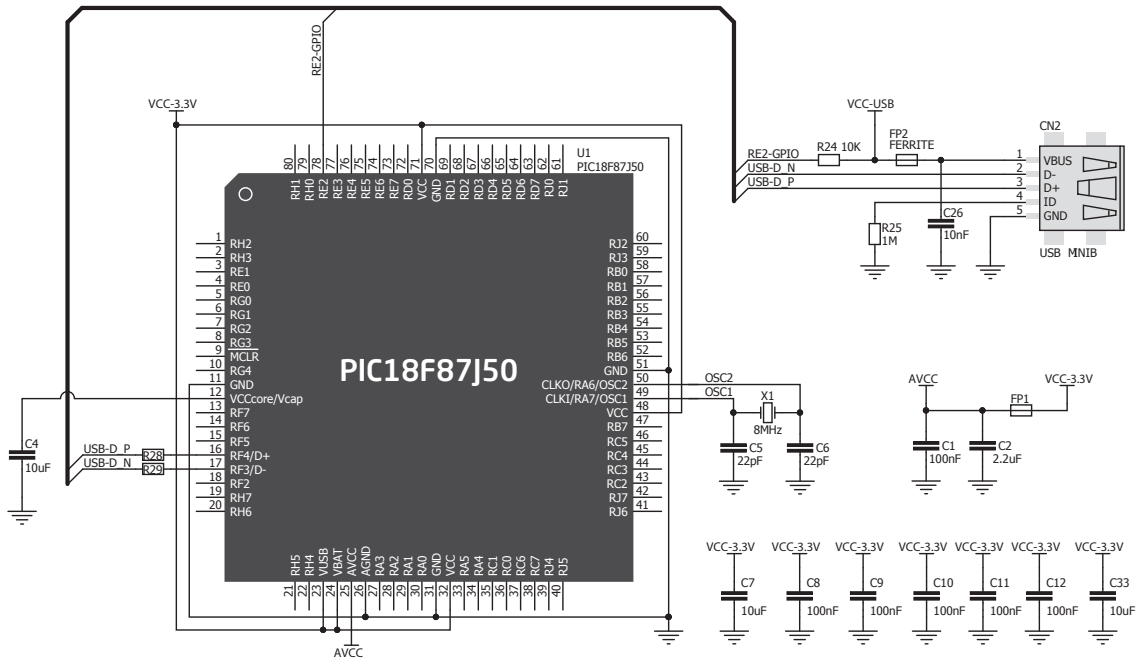 RE2-GPIO
VCC-3.3V
VCC-USB
CN2
FP2
FERRITE
R24 10K
RE2-GPIO
USB-D_N
USB-D_P
1 VBUS
2 D-
3 D+
4 ID
5 GND
USB MINIB
R25
1M
C26
10nF
U1
PIC18F87J50
80 79 78 77 76 75 74 73 72 71 70 69 68 67 66 65 64 63 62 61
RH1 RH0 RE2 RE3 RE4 RE5 RE6 RE7 RD0 VCC GND RD1 RD2 RD3 RD4 RD5 RD6 RD7 RJ0 RJ1
1 RH2
2 RH3
3 RE1
4 RE0
5 RG0
6 RG1
7 RG2
8 RG3
9 MCLR
10 RG4
11 GND
12 VCCcore/Vcap
13 RF7
14 RF6
15 RF5
16 RF4/D+
17 RF3/D-
18 RF2
19 RH7
20 RH6
PIC18F87J50
RJ2 60
RJ3 59
RB0 58
RB1 57
RB2 56
RB3 55
RB4 54
RB5 53
RB6 52
GND 51
CLKO/RA6/OSC2 50
CLKI/RA7/OSC1 49
VCC 48
RB7 47
RC5 46
RC4 45
RC3 44
RC2 43
RJ7 42
RJ6 41
RH5 RH4 VUSB VBAT AVCC AGND RA3 RA2 RA1 RA0 GND VCC RA5 RA4 RC1 RC0 RC6 RC7 RJ4 RJ5
21 22 23 24 25 26 27 28 29 30 31 32 33 34 35 36 37 38 39 40
AVCC
C4
10uF
USB-D_P
USB-D_N
R28
R29
OSC2
OSC1
X1
8MHz
C5
22pF
C6
22pF
AVCC
VCC-3.3V
FP1
C1
100nF
C2
2.2uF
VCC-3.3V VCC-3.3V VCC-3.3V VCC-3.3V VCC-3.3V VCC-3.3V VCC-3.3V
C7 C8 C9 C10 C11 C12 C33
10uF 100nF 100nF 100nF 100nF 100nF 10uF